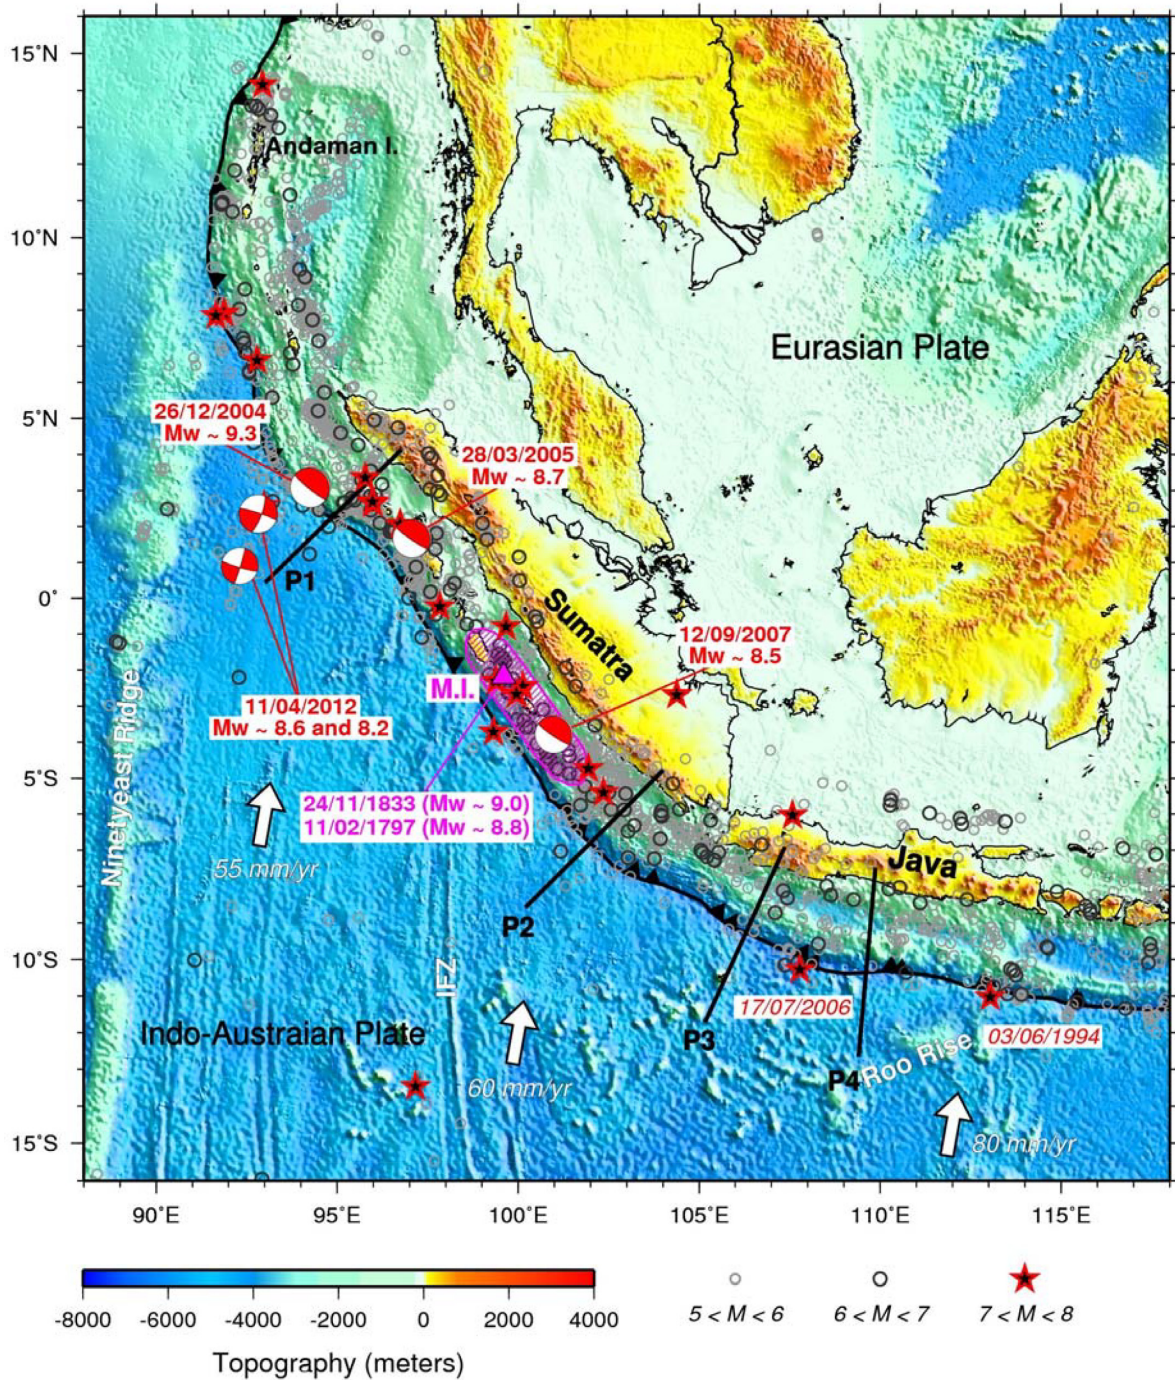 15°N
10°N
5°N
0°
5°S
10°S
15°S
Andaman I.
Eurasian Plate
26/12/2004
Mw ~ 9.3
28/03/2005
Mw ~ 8.7
P1
Sumatra
12/09/2007
Mw ~ 8.5
M.I.
11/04/2012
Mw ~ 8.6 and 8.2
Ninetyeast Ridge
24/11/1833 (Mw ~ 9.0)
11/02/1797 (Mw ~ 8.8)
55 mm/yr
Java
P2
IFZ
17/07/2006
Indo-Austraian Plate
P3
03/06/1994
Roo Rise
P4
60 mm/yr
80 mm/yr
90°E 95°E 100°E 105°E 110°E 115°E
-8000 -6000 -4000 -2000 0 2000 4000
Topography (meters)
5 < M < 6 6 < M < 7 7 < M < 8